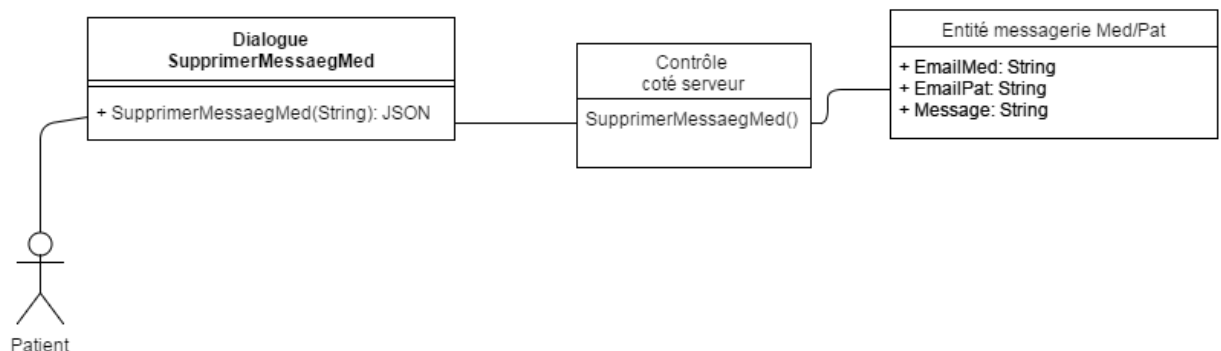 Dialogue
SupprimerMessaegMed
+ SupprimerMessaegMed(String): JSON
Contrôle
coté serveur
SupprimerMessaegMed()
Entité messagerie Med/Pat
+ EmailMed: String
+ EmailPat: String
+ Message: String
Patient